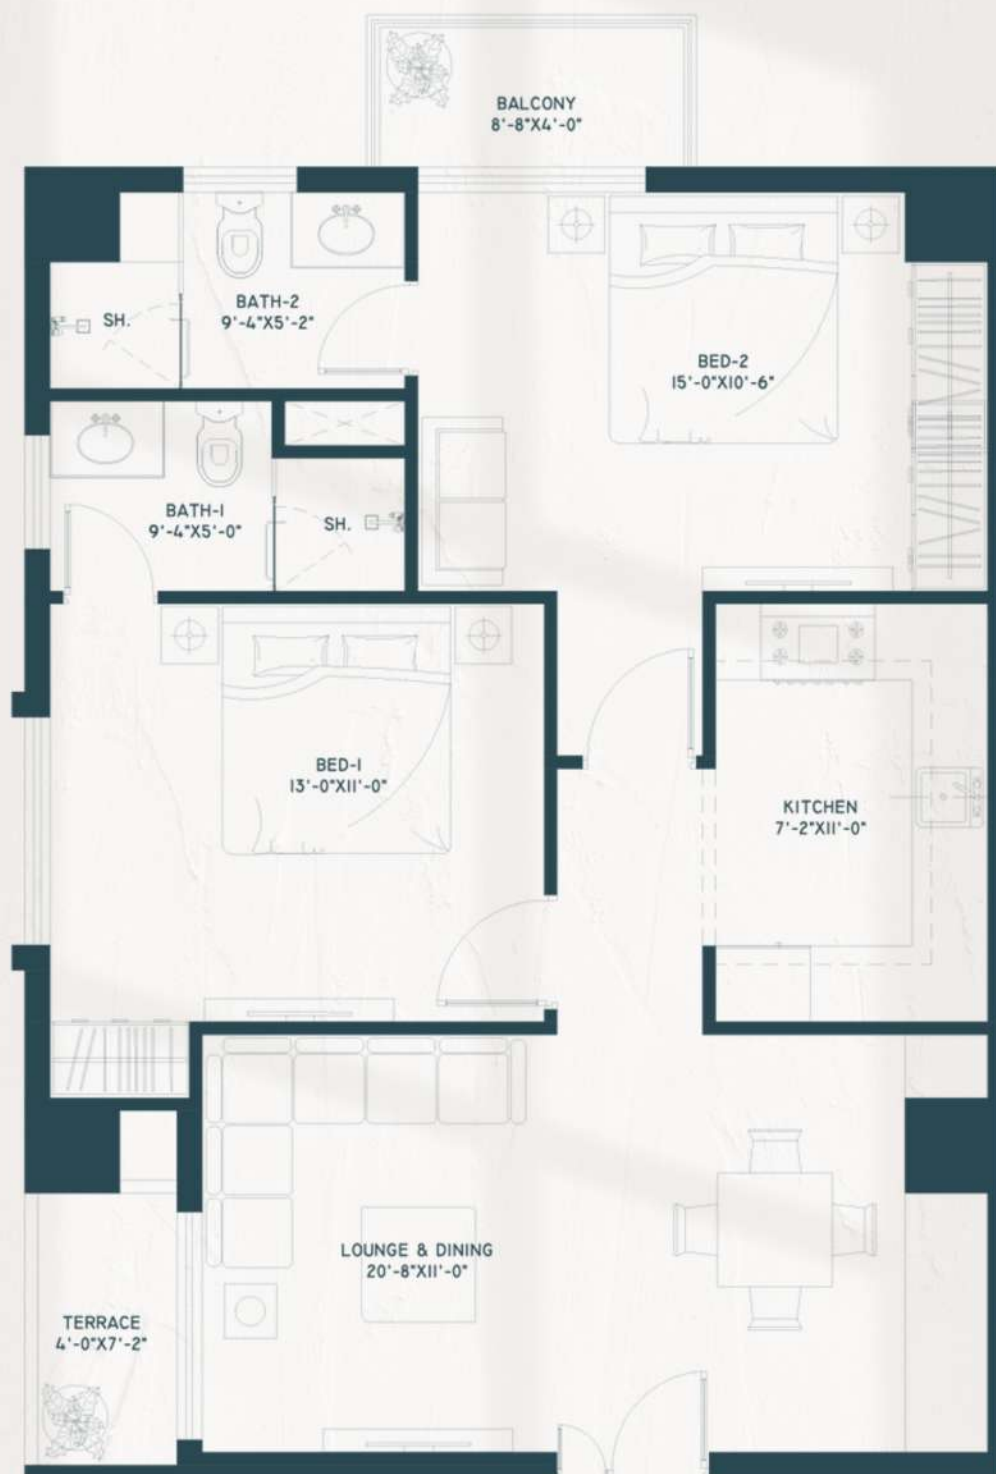 BALCONY
8'-8"X4'-0"
BATH-2
9'-4"X5'-2"
SH.
BED-2
15'-0"X10'-6"
BATH-1
9'-4"X5'-0"
SH.
BED-1
13'-0"X11'-0"
KITCHEN
7'-2"X11'-0"
LOUNGE & DINING
20'-8"X11'-0"
TERRACE
4'-0"X7'-2"